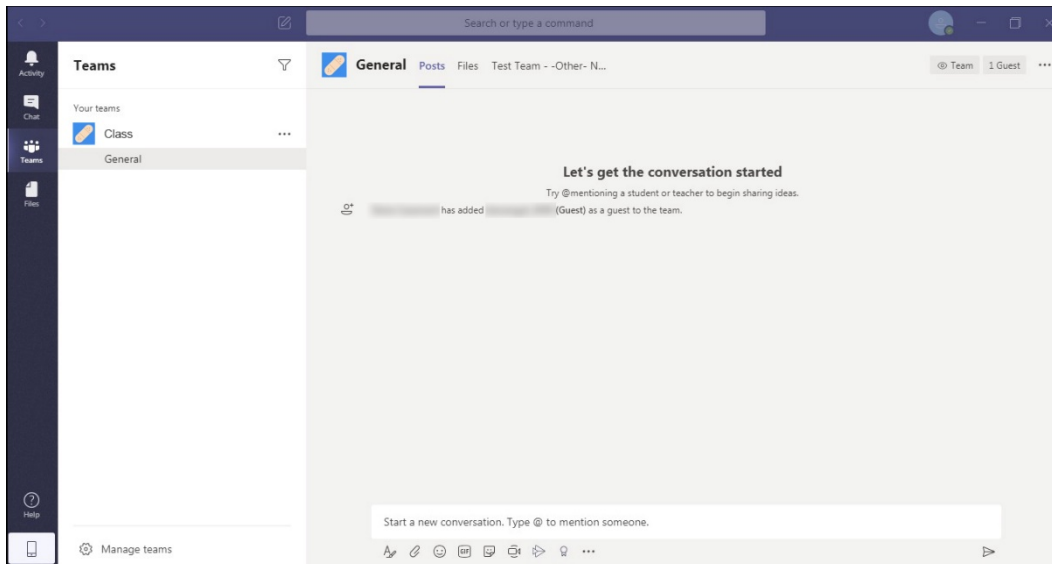 Search or type a command
Activity
Chat
Teams
Files
Help
Teams
Your teams
Class
General
Manage teams
General Posts Files Test Team - -Other- N...
Team 1 Guest
Let's get the conversation started
Try @mentioning a student or teacher to begin sharing ideas.
has added (Guest) as a guest to the team.
Start a new conversation. Type @ to mention someone.
GIF